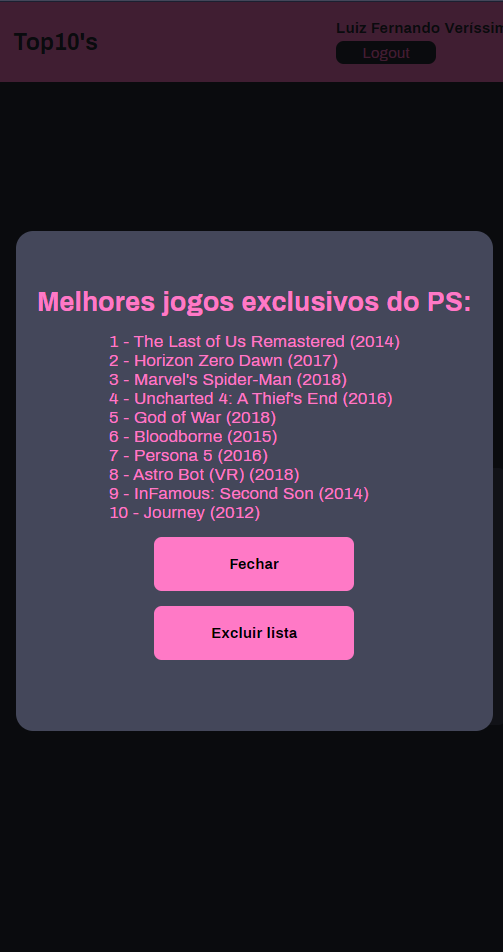 Top10's
Luiz Fernando Veríssim
Logout
Melhores jogos exclusivos do PS:
1 - The Last of Us Remastered (2014)
2 - Horizon Zero Dawn (2017)
3 - Marvel's Spider-Man (2018)
4 - Uncharted 4: A Thief's End (2016)
5 - God of War (2018)
6 - Bloodborne (2015)
7 - Persona 5 (2016)
8 - Astro Bot (VR) (2018)
9 - InFamous: Second Son (2014)
10 - Journey (2012)
Fechar
Excluir lista